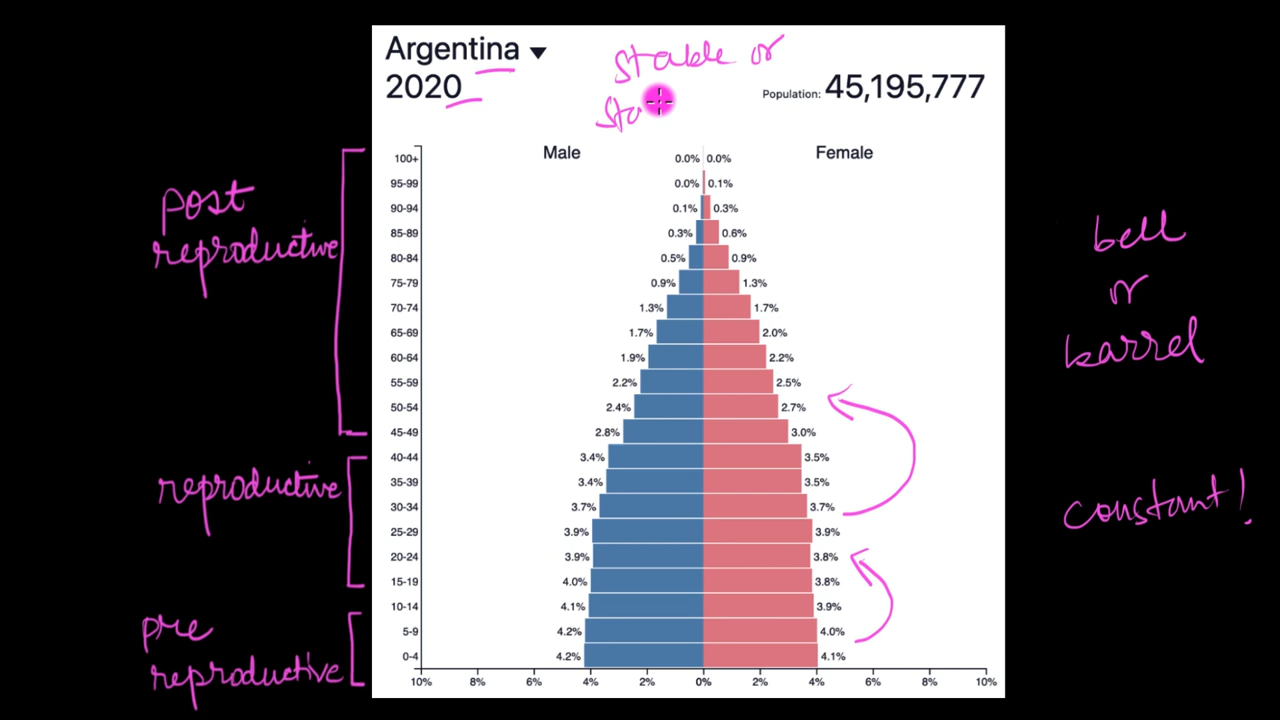 Argentina
2020
stable or
sta
Population: 45,195,777
Male
Female
100+ 0.0% 0.0%
95-99 0.0% 0.1%
90-94 0.1% 0.3%
85-89 0.3% 0.6%
80-84 0.5% 0.9%
75-79 0.9% 1.3%
70-74 1.3% 1.7%
65-69 1.7% 2.0%
60-64 1.9% 2.2%
55-59 2.2% 2.5%
50-54 2.4% 2.7%
45-49 2.8% 3.0%
40-44 3.4% 3.5%
35-39 3.4% 3.5%
30-34 3.7% 3.7%
25-29 3.9% 3.9%
20-24 3.9% 3.8%
15-19 4.0% 3.8%
10-14 4.1% 3.9%
5-9 4.2% 4.0%
0-4 4.2% 4.1%
10% 8% 6% 4% 2% 0% 2% 4% 6% 8% 10%
post
reproductive
reproductive
pre
reproductive
bell
or
barrel
constant!